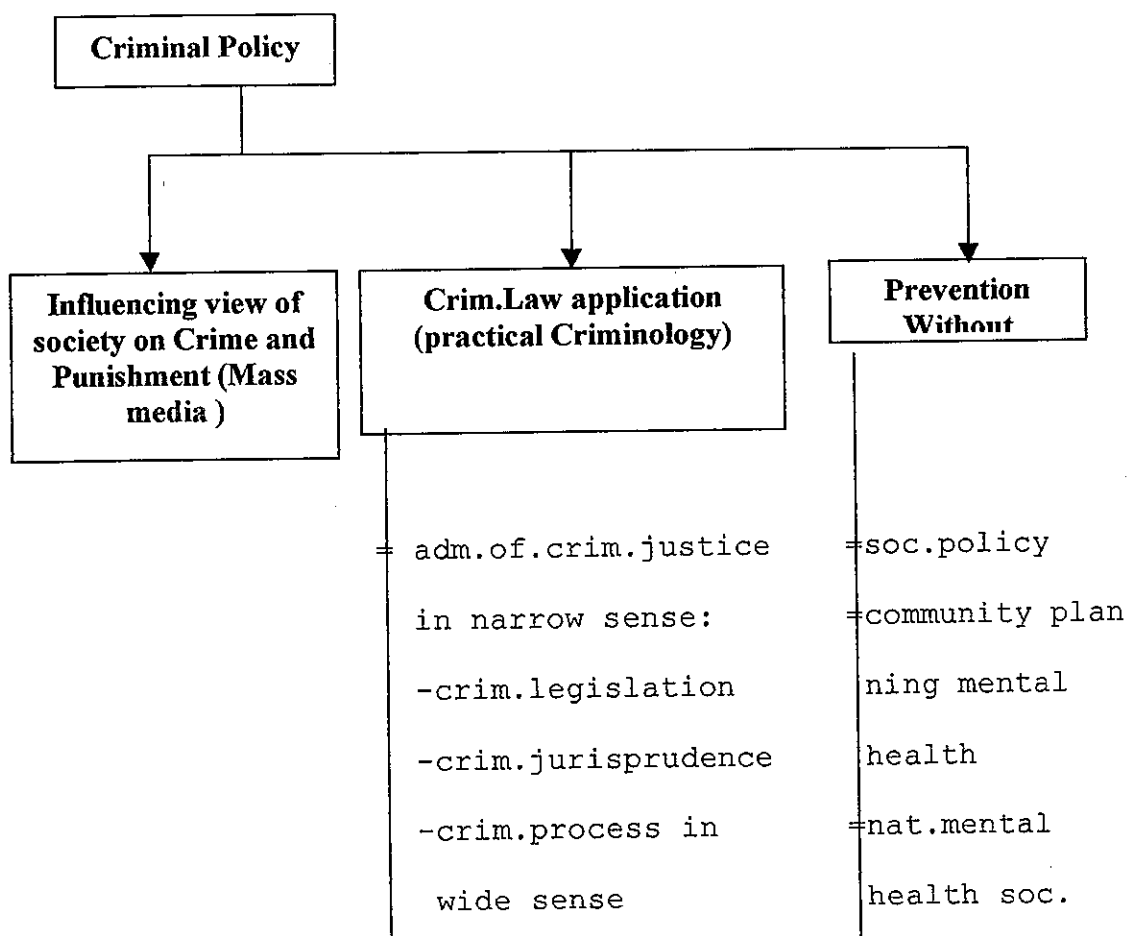 Criminal Policy
Influencing view of
society on Crime and
Punishment (Mass
media )
Crim.Law application
(practical Criminology)
Prevention
Without
= adm.of.crim.justice
in narrow sense:
-crim.legislation
-crim.jurisprudence
-crim.process in
wide sense
=soc.policy
=community plan
ning mental
health
=nat.mental
health soc.